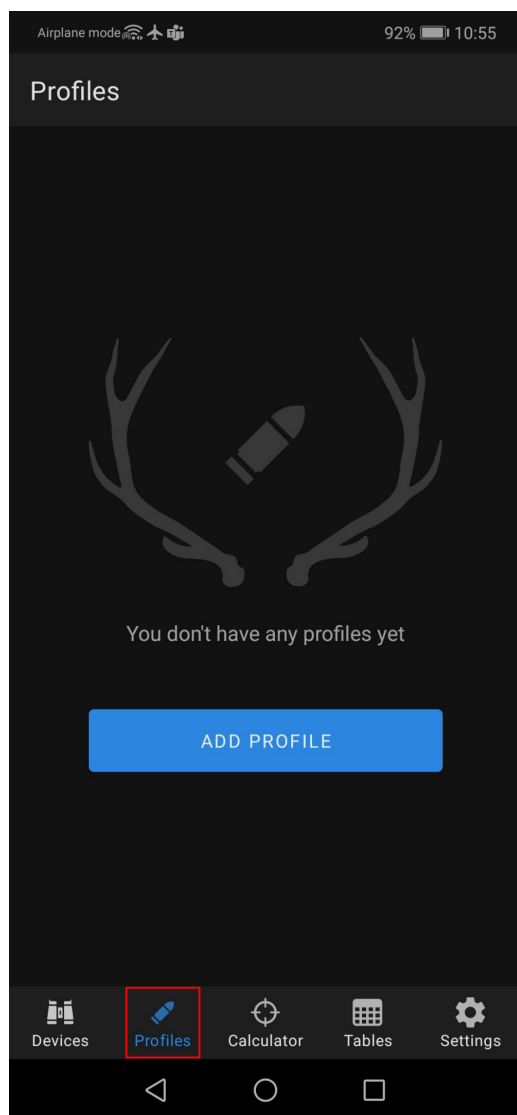 Airplane mode 92% 10:55
Profiles
You don't have any profiles yet
ADD PROFILE
Devices Profiles Calculator Tables Settings